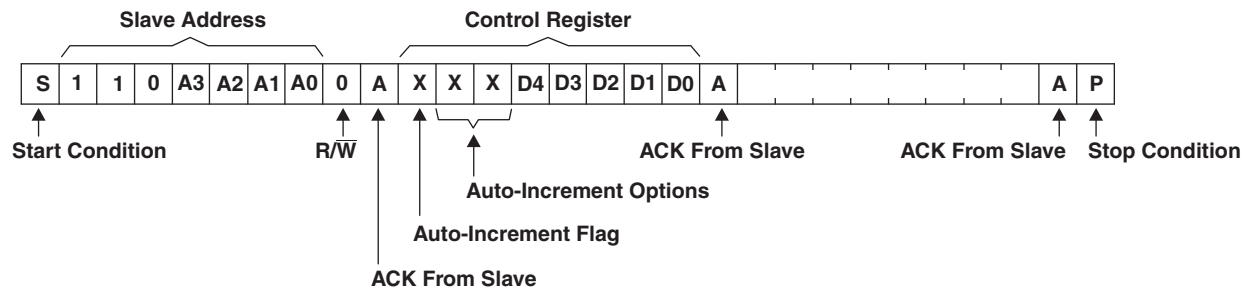 Slave Address Control Register
S 1 1 0 A3 A2 A1 A0 0 A X X X D4 D3 D2 D1 D0 A A P
Start Condition R/W̅ ACK From Slave ACK From Slave Stop Condition
Auto-Increment Options
Auto-Increment Flag
ACK From Slave